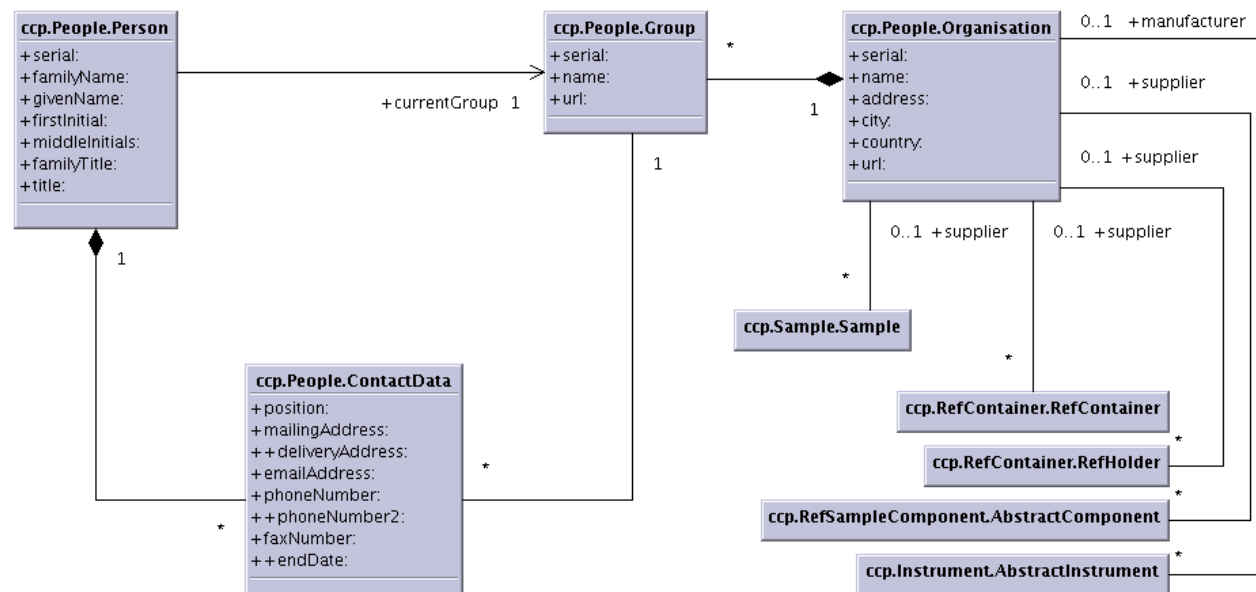 ccp.People.Person
+serial:
+familyName:
+givenName:
+firstInitial:
+middleInitials:
+familyTitle:
+title:
+currentGroup 1
ccp.People.Group
+serial:
+name:
+url:
*
1
ccp.People.Organisation
+serial:
+name:
+address:
+city:
+country:
+url:
0..1 +manufacturer
0..1 +supplier
0..1 +supplier
0..1 +supplier
0..1 +supplier
1
1
*
ccp.Sample.Sample
*
ccp.People.ContactData
+position:
+mailingAddress:
++deliveryAddress:
+emailAddress:
+phoneNumber:
++phoneNumber2:
+faxNumber:
++endDate:
*
*
ccp.RefContainer.RefContainer
*
ccp.RefContainer.RefHolder
*
ccp.RefSampleComponent.AbstractComponent
*
ccp.Instrument.AbstractInstrument